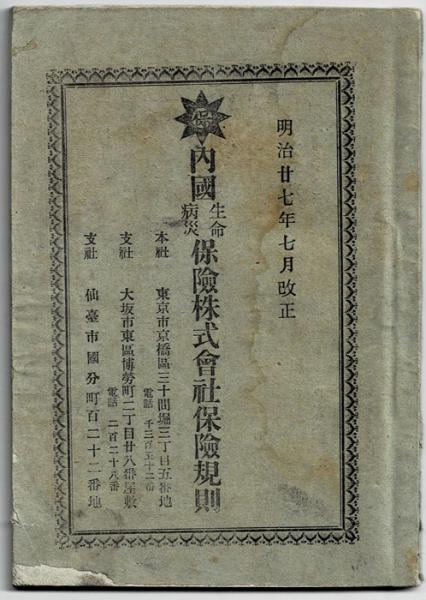 明治廿七年七月改正
保
內國生命病災保險株式會社保險規則
本社 東京市京橋區三十間堀三丁目五番地
電話 千三百五十二番
支社 大坂市東區博勞町二丁目廿八番屋敷
電話 二百二十八番
支社 仙臺市國分町百二十二番地